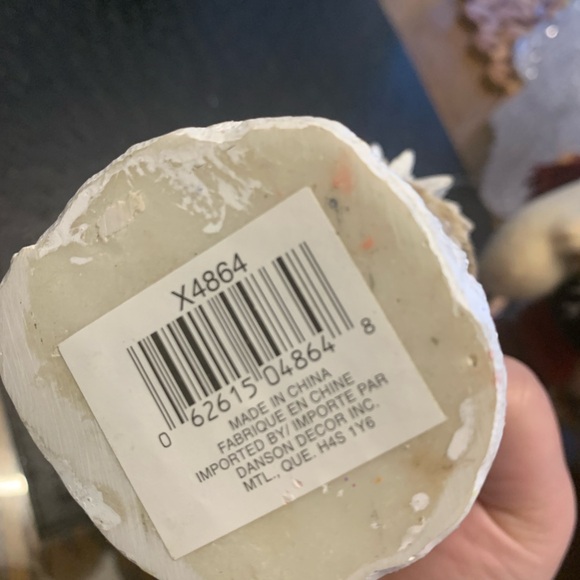 X4864
0 62615 04864 8
MADE IN CHINA
FABRIQUE EN CHINE
IMPORTED BY/ IMPORTE PAR
DANSON DECOR INC.
MTL., QUE. H4S 1Y6